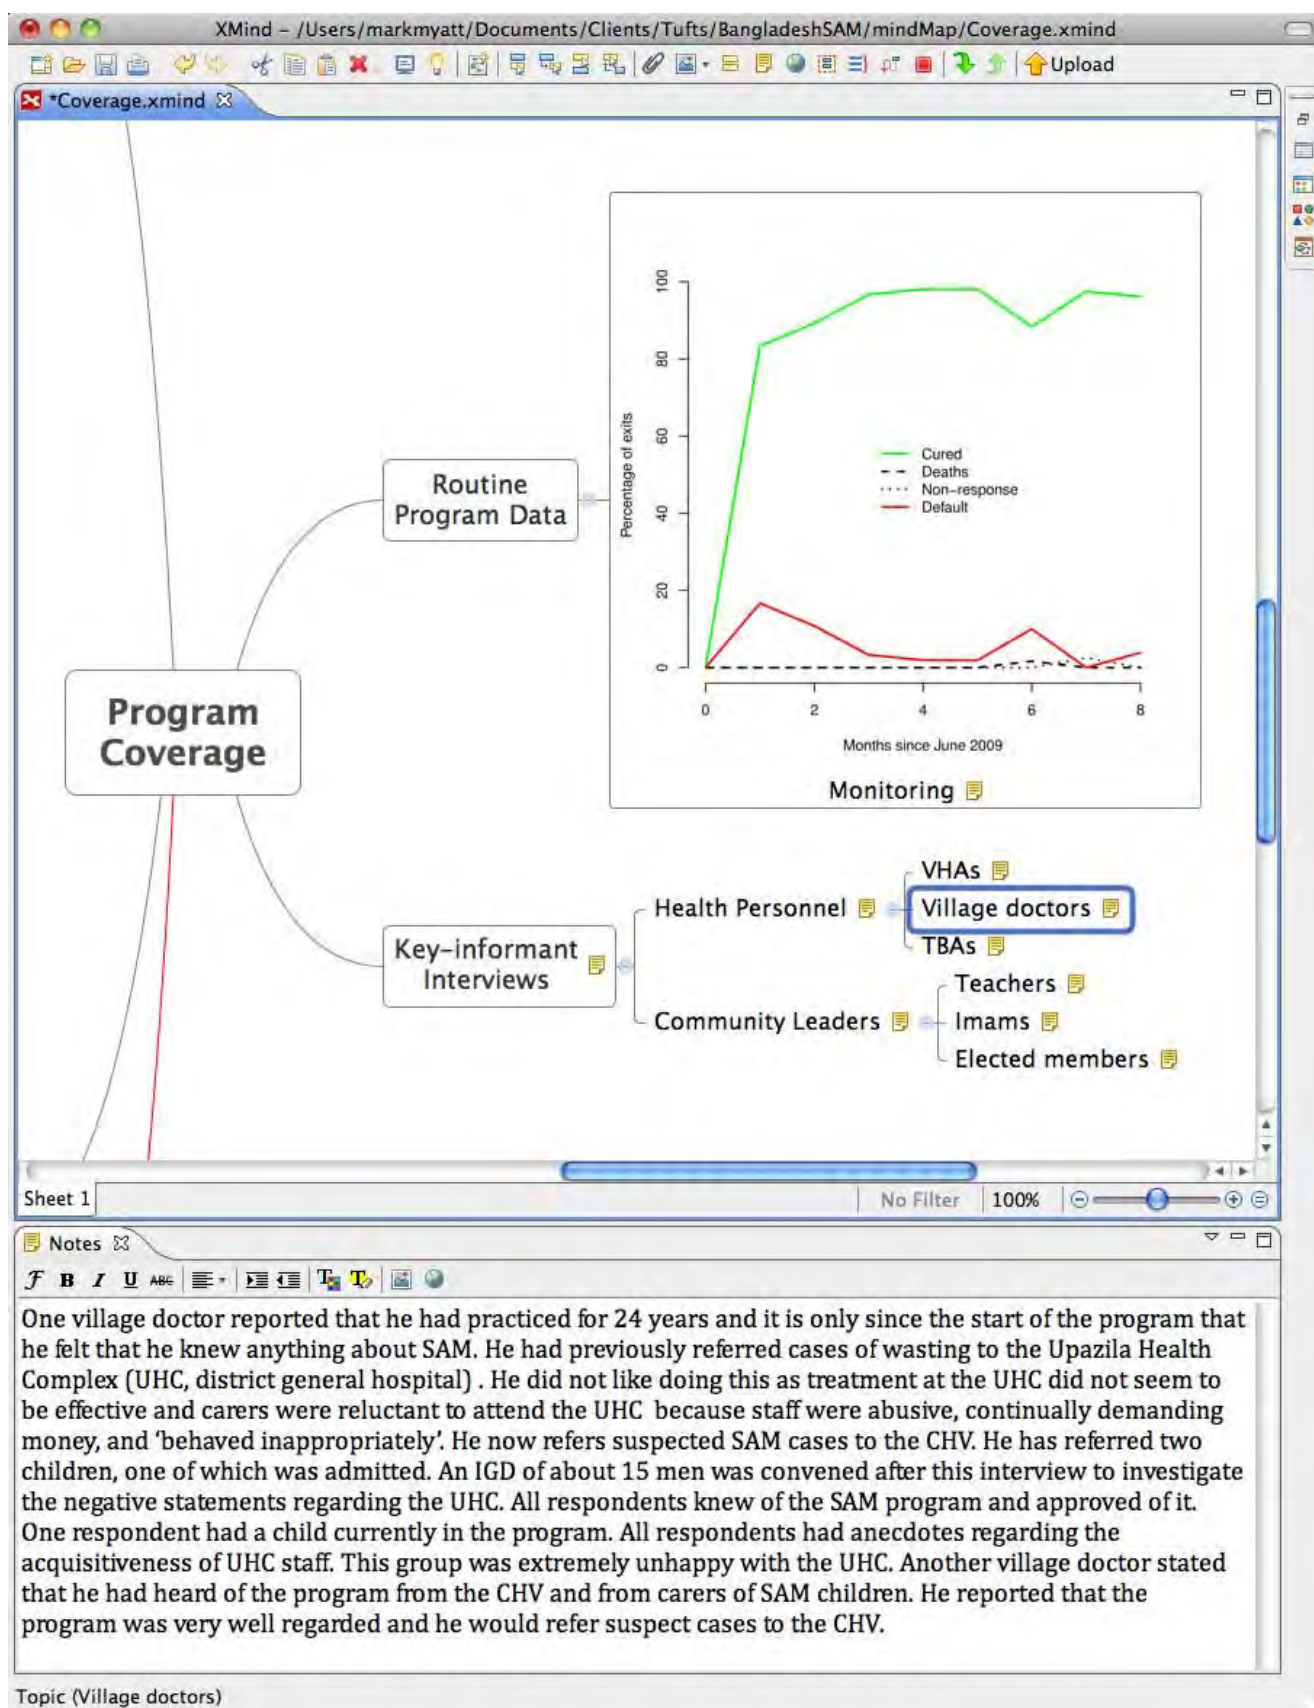 XMind – /Users/markmyatt/Documents/Clients/Tufts/BangladeshSAM/mindMap/Coverage.xmind
Upload
*Coverage.xmind
100
80
60
40
20
0
Percentage of exits
Cured
Deaths
Non-response
Default
0 2 4 6 8
Months since June 2009
Monitoring
Routine
Program Data
Program
Coverage
Key-informant
Interviews
Health Personnel
VHAs
Village doctors
TBAs
Community Leaders
Teachers
Imams
Elected members
Sheet 1
No Filter 100%
Notes
F B I U ABC
One village doctor reported that he had practiced for 24 years and it is only since the start of the program that
he felt that he knew anything about SAM. He had previously referred cases of wasting to the Upazila Health
Complex (UHC, district general hospital) . He did not like doing this as treatment at the UHC did not seem to
be effective and carers were reluctant to attend the UHC because staff were abusive, continually demanding
money, and ‘behaved inappropriately’. He now refers suspected SAM cases to the CHV. He has referred two
children, one of which was admitted. An IGD of about 15 men was convened after this interview to investigate
the negative statements regarding the UHC. All respondents knew of the SAM program and approved of it.
One respondent had a child currently in the program. All respondents had anecdotes regarding the
acquisitiveness of UHC staff. This group was extremely unhappy with the UHC. Another village doctor stated
that he had heard of the program from the CHV and from carers of SAM children. He reported that the
program was very well regarded and he would refer suspect cases to the CHV.
Topic (Village doctors)